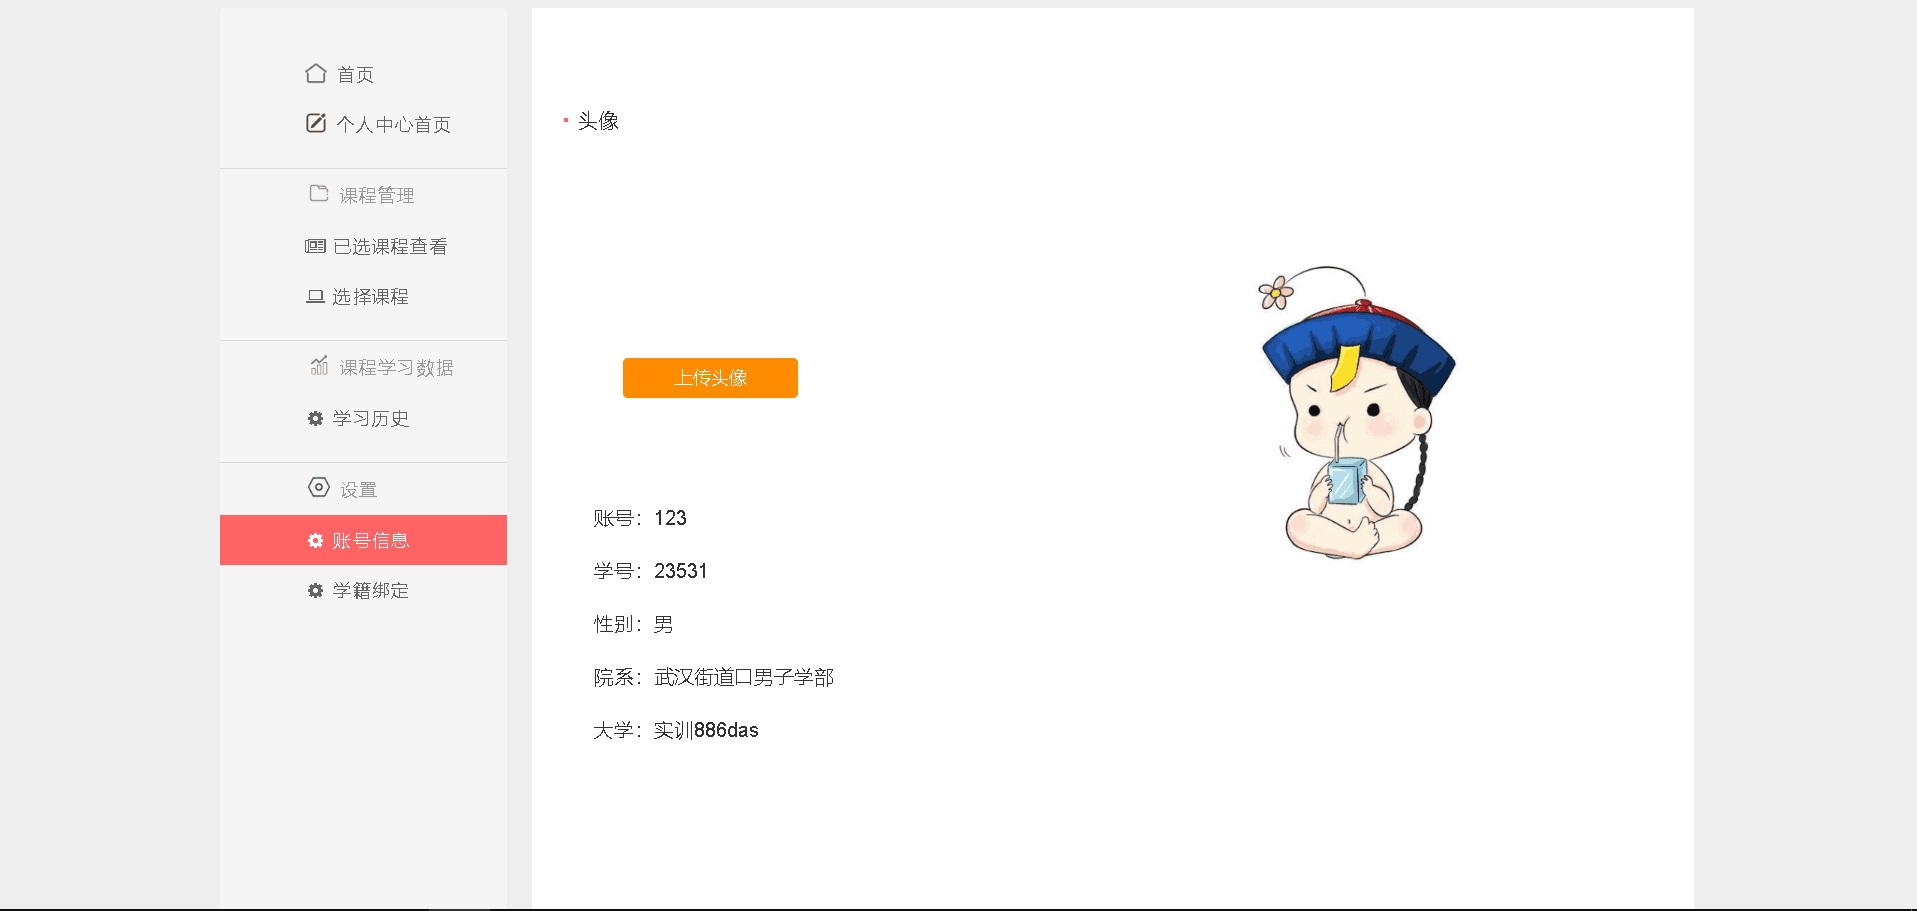 首页
个人中心首页
课程管理
已选课程查看
选择课程
课程学习数据
学习历史
设置
账号信息
学籍绑定
头像
上传头像
账号：123
学号：23531
性别：男
院系：武汉街道口男子学部
大学：实训886das